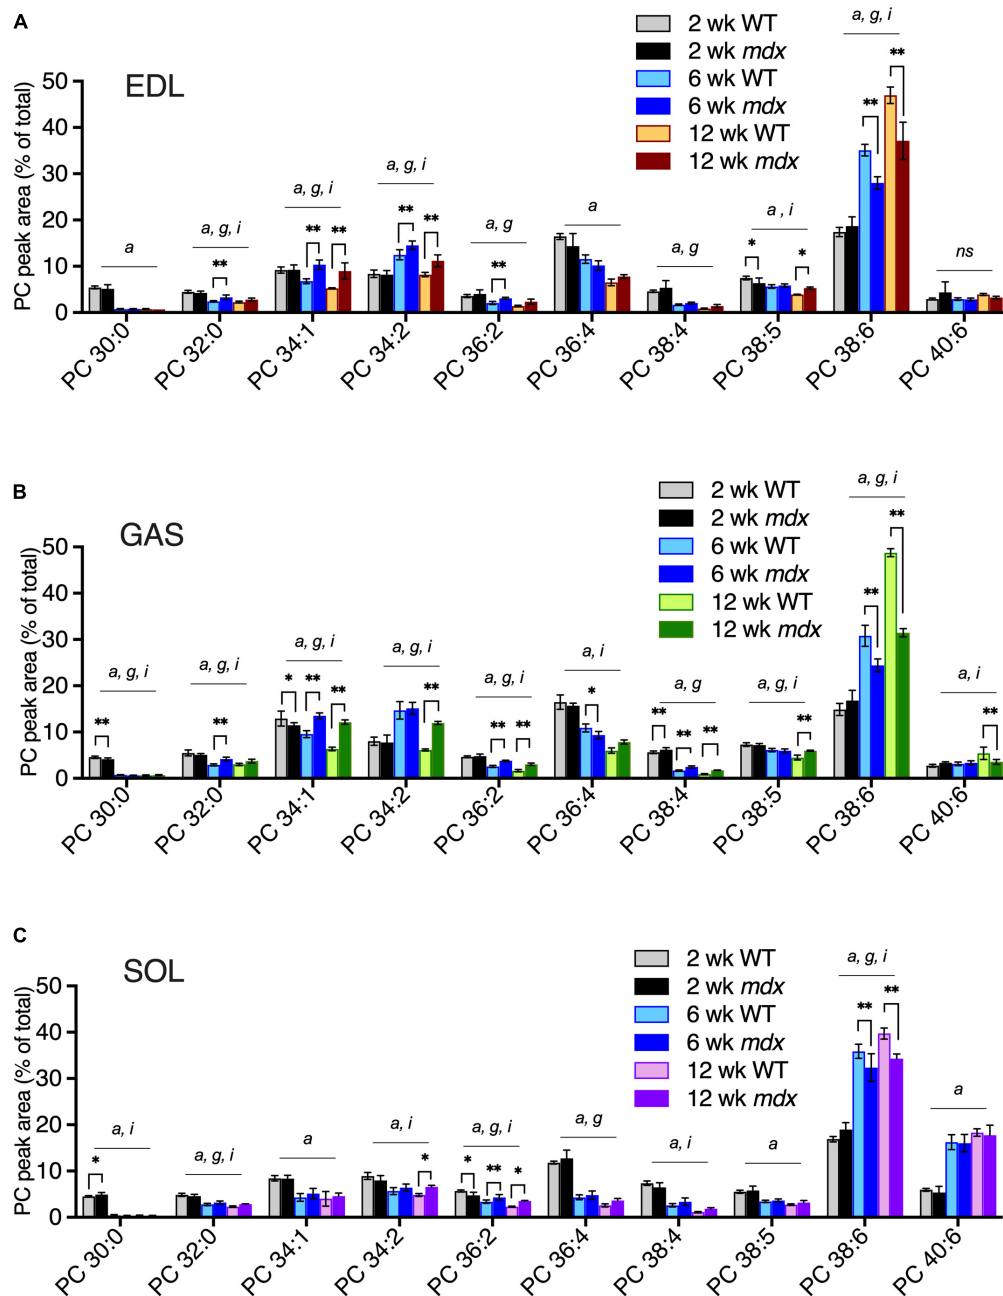 A
EDL
2 wk WT
2 wk mdx
6 wk WT
6 wk mdx
12 wk WT
12 wk mdx
PC peak area (% of total)
50
40
30
20
10
0
a
a, g, i
**
a, g, i
** **
a, g, i
** **
a, g
**
a
a, g
a , i
* *
a, g, i
** **
ns
PC 30:0
PC 32:0
PC 34:1
PC 34:2
PC 36:2
PC 36:4
PC 38:4
PC 38:5
PC 38:6
PC 40:6
B
GAS
2 wk WT
2 wk mdx
6 wk WT
6 wk mdx
12 wk WT
12 wk mdx
PC peak area (% of total)
50
40
30
20
10
0
a, g, i
**
a, g, i
**
a, g, i
* ** **
a, g, i
**
a, g, i
** **
a, i
*
a, g
** ** **
a, g, i
**
a, g, i
** **
a, i
**
PC 30:0
PC 32:0
PC 34:1
PC 34:2
PC 36:2
PC 36:4
PC 38:4
PC 38:5
PC 38:6
PC 40:6
C
SOL
2 wk WT
2 wk mdx
6 wk WT
6 wk mdx
12 wk WT
12 wk mdx
PC peak area (% of total)
50
40
30
20
10
0
a, i
*
a, g, i
a
a, i
*
a, g, i
* ** *
a, g
a, i
a
a, g, i
** **
a
PC 30:0
PC 32:0
PC 34:1
PC 34:2
PC 36:2
PC 36:4
PC 38:4
PC 38:5
PC 38:6
PC 40:6